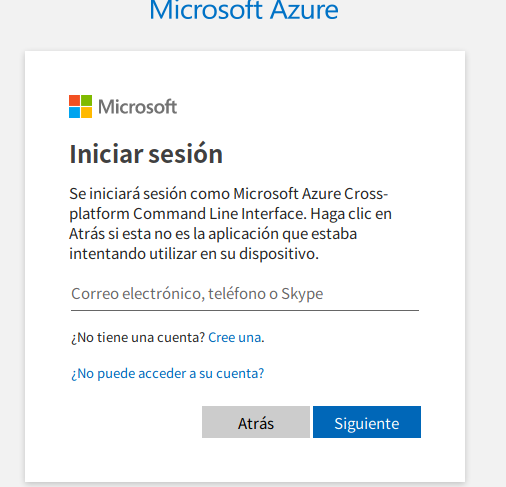 Microsoft Azure
Microsoft
Iniciar sesión
Se iniciará sesión como Microsoft Azure Cross-
platform Command Line Interface. Haga clic en
Atrás si esta no es la aplicación que estaba
intentando utilizar en su dispositivo.
Correo electrónico, teléfono o Skype
¿No tiene una cuenta? Cree una.
¿No puede acceder a su cuenta?
Atrás Siguiente